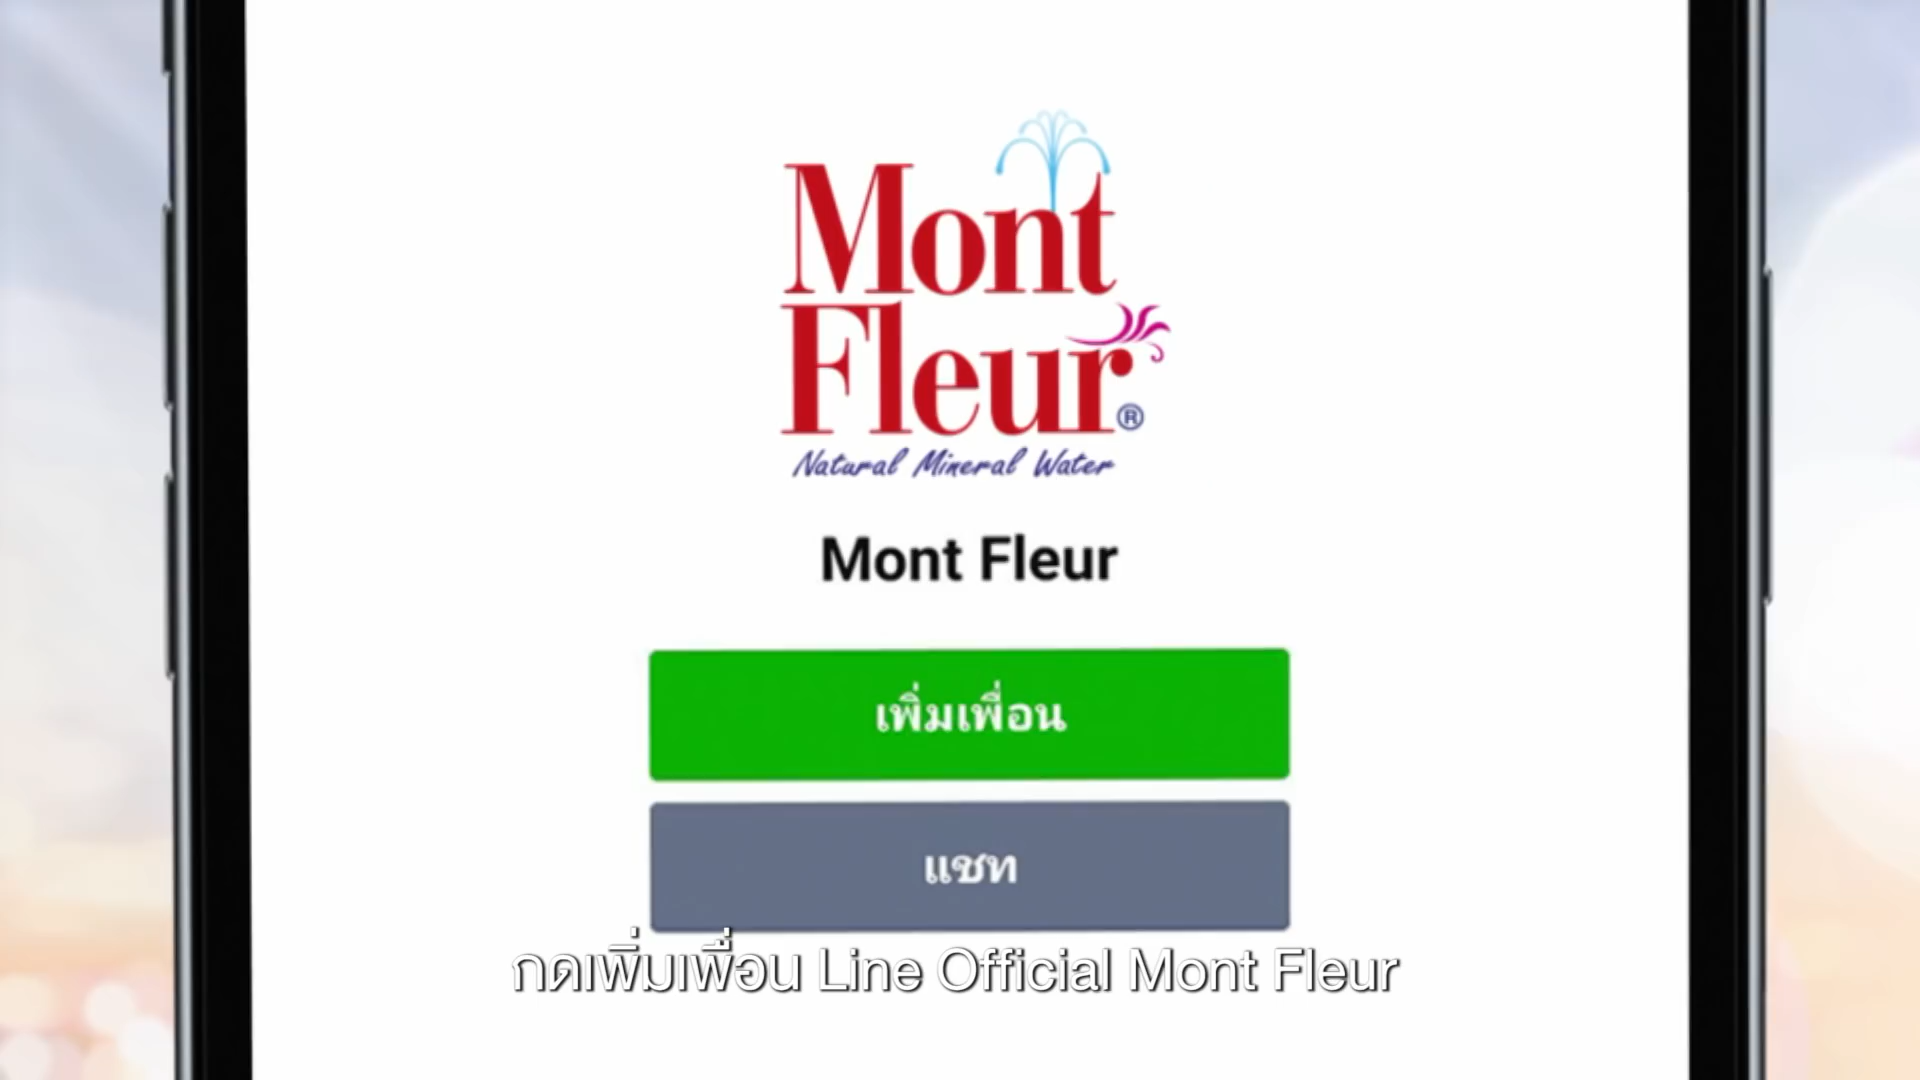 Mont
Fleur®
Natural Mineral Water
Mont Fleur
เพิ่มเพื่อน
แชท
กดเพิ่มเพื่อน Line Official Mont Fleur